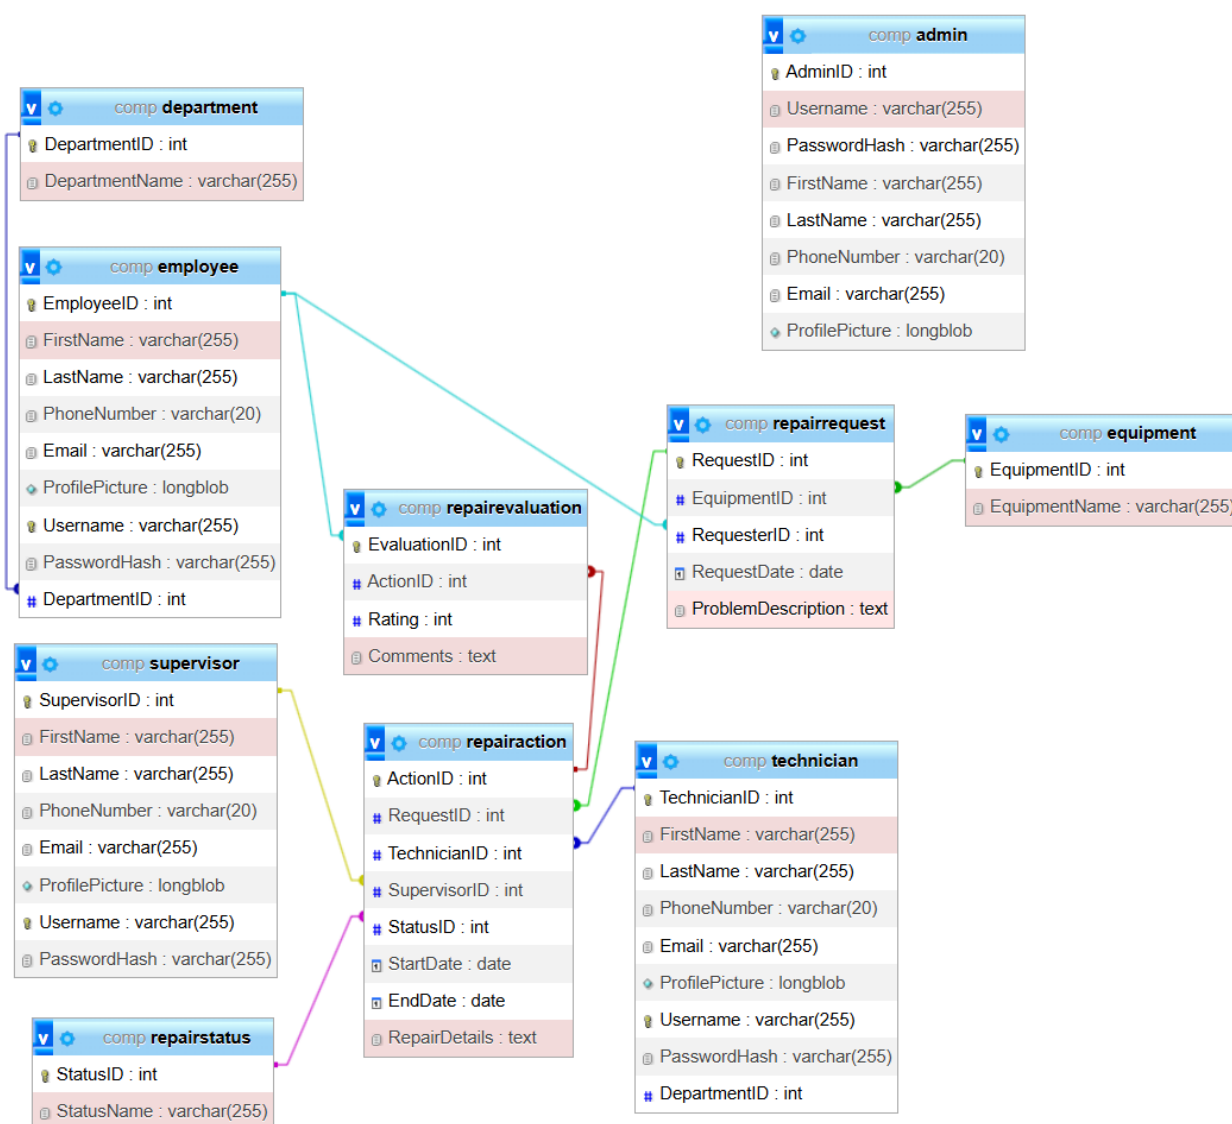 comp admin
AdminID : int
Username : varchar(255)
PasswordHash : varchar(255)
FirstName : varchar(255)
LastName : varchar(255)
PhoneNumber : varchar(20)
Email : varchar(255)
ProfilePicture : longblob
comp department
DepartmentID : int
DepartmentName : varchar(255)
comp employee
EmployeeID : int
FirstName : varchar(255)
LastName : varchar(255)
PhoneNumber : varchar(20)
Email : varchar(255)
ProfilePicture : longblob
Username : varchar(255)
PasswordHash : varchar(255)
DepartmentID : int
comp repairrequest
RequestID : int
EquipmentID : int
RequesterID : int
RequestDate : date
ProblemDescription : text
comp equipment
EquipmentID : int
EquipmentName : varchar(255)
comp repairevaluation
EvaluationID : int
ActionID : int
Rating : int
Comments : text
comp supervisor
SupervisorID : int
FirstName : varchar(255)
LastName : varchar(255)
PhoneNumber : varchar(20)
Email : varchar(255)
ProfilePicture : longblob
Username : varchar(255)
PasswordHash : varchar(255)
comp repairaction
ActionID : int
RequestID : int
TechnicianID : int
SupervisorID : int
StatusID : int
StartDate : date
EndDate : date
RepairDetails : text
comp technician
TechnicianID : int
FirstName : varchar(255)
LastName : varchar(255)
PhoneNumber : varchar(20)
Email : varchar(255)
ProfilePicture : longblob
Username : varchar(255)
PasswordHash : varchar(255)
DepartmentID : int
comp repairstatus
StatusID : int
StatusName : varchar(255)